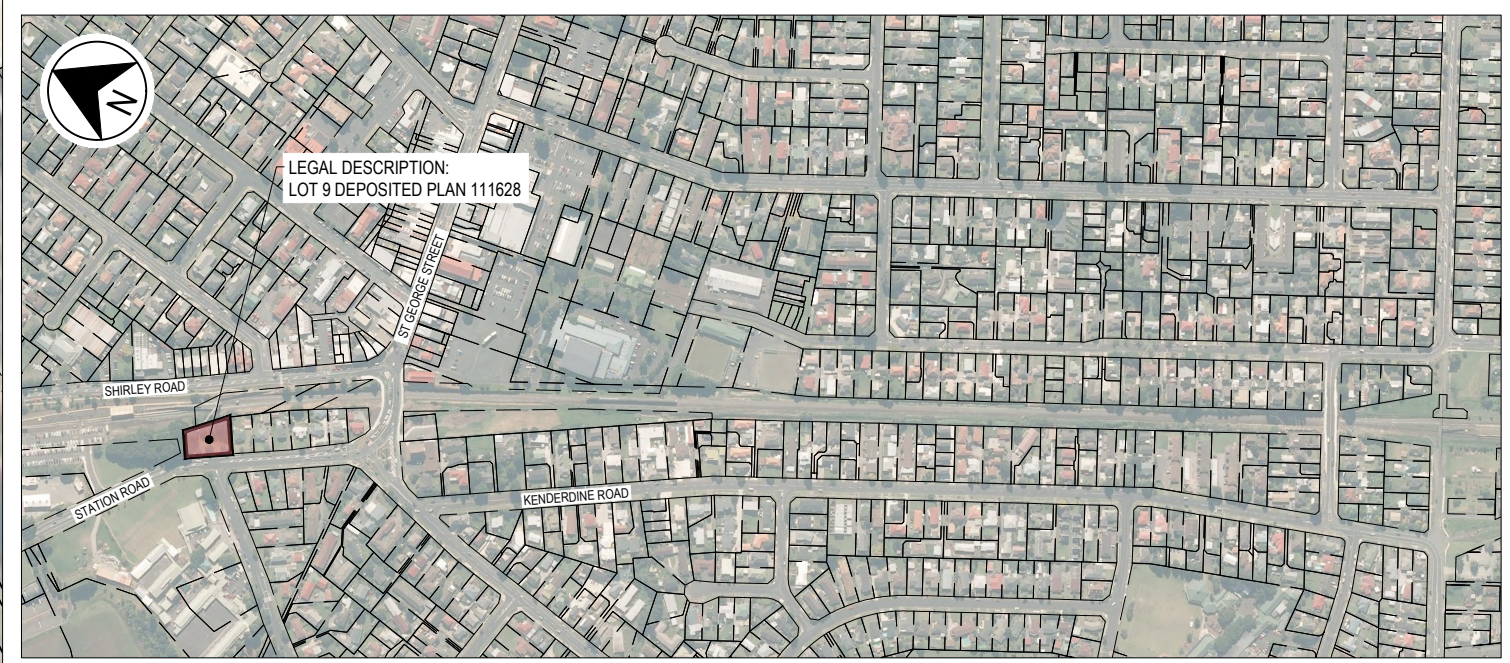 N
LEGAL DESCRIPTION:
LOT 9 DEPOSITED PLAN 111628
ST GEORGE STREET
SHIRLEY ROAD
STATION ROAD
KENDERDINE ROAD